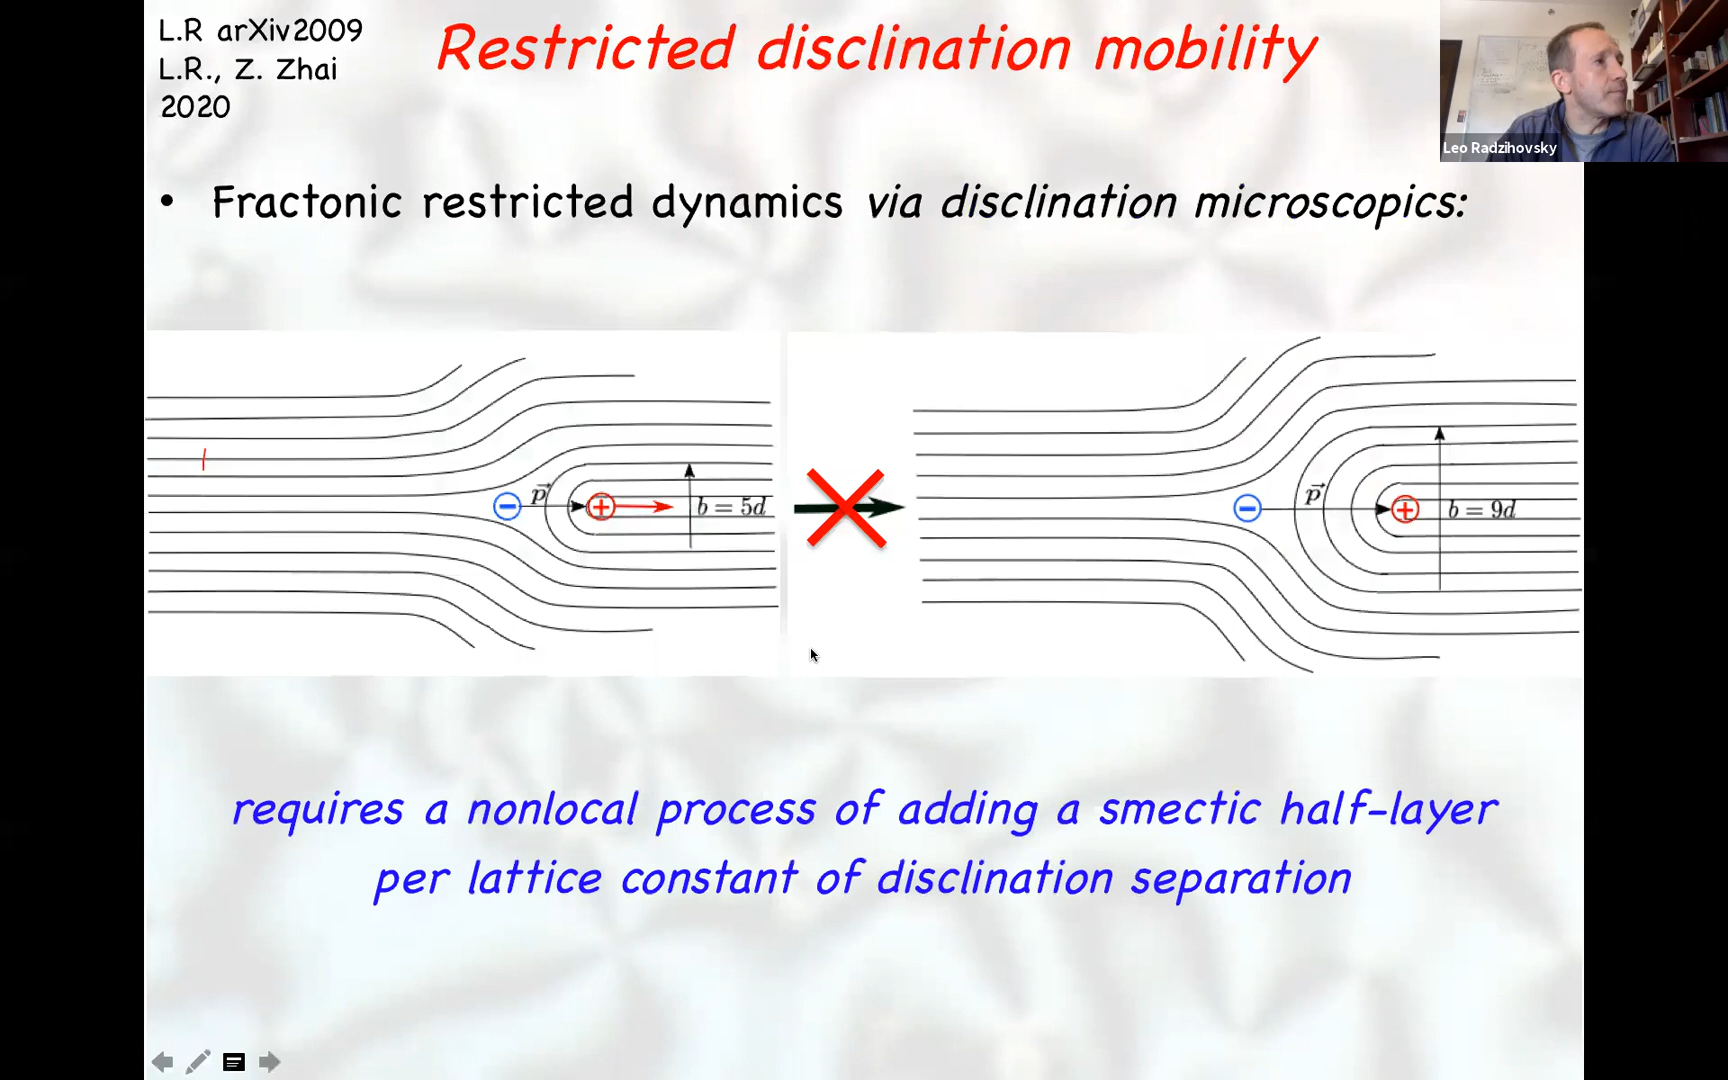 L.R arXiv2009
L.R., Z. Zhai
2020
Restricted disclination mobility
Leo Radzihovsky
• Fractonic restricted dynamics via disclination microscopics:
− p⃗ + b = 5d
− p⃗ + b = 9d
requires a nonlocal process of adding a smectic half-layer
per lattice constant of disclination separation